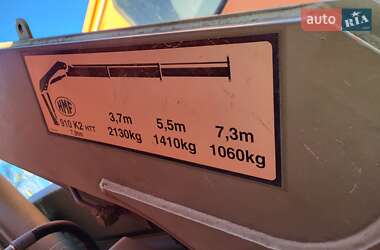 auto RIA
HMF
910 K2 HTT
3,7m 5,5m 7,3m
2130kg 1410kg 1060kg